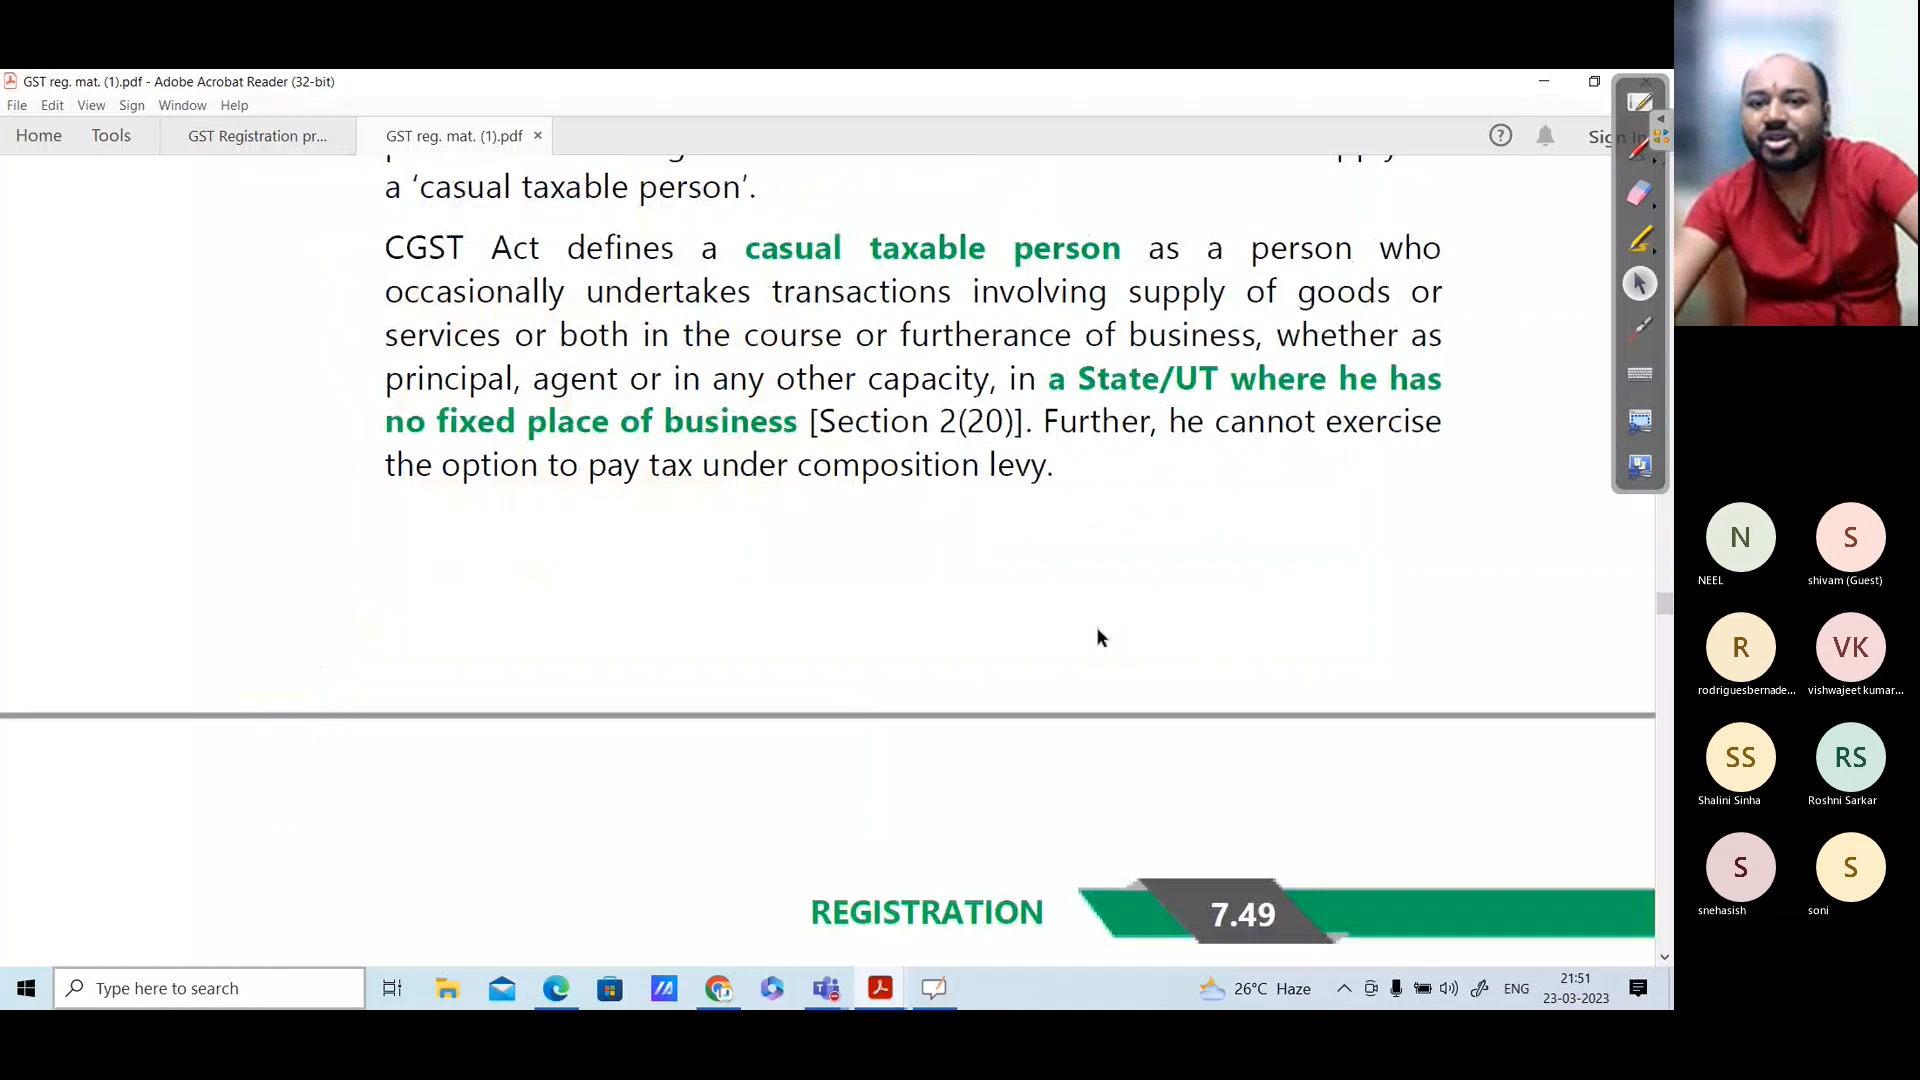 GST reg. mat. (1).pdf - Adobe Acrobat Reader (32-bit)
File Edit View Sign Window Help
Home Tools GST Registration pr... GST reg. mat. (1).pdf × Sign In
a ‘casual taxable person’.
CGST Act defines a casual taxable person as a person who
occasionally undertakes transactions involving supply of goods or
services or both in the course or furtherance of business, whether as
principal, agent or in any other capacity, in a State/UT where he has
no fixed place of business [Section 2(20)]. Further, he cannot exercise
the option to pay tax under composition levy.
REGISTRATION 7.49
N
NEEL
S
shivam (Guest)
R
rodriguesbernade...
VK
vishwajeet kumar...
SS
Shalini Sinha
RS
Roshni Sarkar
S
snehasish
S
soni
Type here to search
26°C Haze
ENG
21:51
23-03-2023